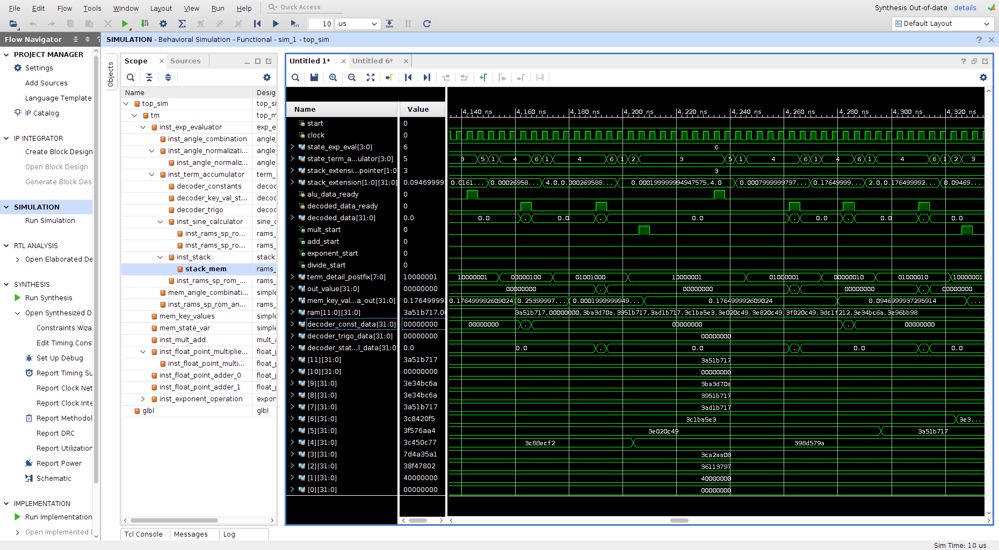 File Edit Flow Tools Window Layout View Run Help Quick Access Synthesis Out-of-date details
10 us Default Layout
Flow Navigator
SIMULATION - Behavioral Simulation - Functional - sim_1 - top_sim
PROJECT MANAGER
Settings
Add Sources
Language Template
IP Catalog
IP INTEGRATOR
Create Block Design
Open Block Design
Generate Block Des
SIMULATION
Run Simulation
RTL ANALYSIS
Open Elaborated De
SYNTHESIS
Run Synthesis
Open Synthesized D
Constraints Wiza
Edit Timing Cons
Set Up Debug
Report Timing Su
Report Clock Net
Report Clock Inte
Report Methodol
Report DRC
Report Utilization
Report Power
Schematic
IMPLEMENTATION
Run Implementation
Open Implemented
Objects
Scope Sources
Name Desig
top_sim top_si
tm top_m
inst_exp_evaluator exp_e
inst_angle_combination angle_
inst_angle_normalizati... angle_
inst_angle_normaliz... angle_
inst_term_accumulator term_
decoder_constants decod
decoder_key_val_st... decod
decoder_trigo decod
inst_sine_calculator sine_c
inst_rams_sp_ro... rams_
inst_rams_sp_ro... rams_
inst_stack stack
stack_mem rams_
inst_rams_sp_rom_... rams_
mem_angle_combinati... simple
inst_rams_sp_rom_an... rams_
mem_key_values simple
mem_state_var simple
inst_mult_add mult_a
inst_float_point_multiplie... float_p
inst_float_point_multi... float_p
inst_float_point_adder_0 float_p
inst_float_point_adder_1 float_p
inst_exponent_operation expon
glbl glbl
Untitled 1* Untitled 6*
Name Value 4,140 ns 4,160 ns 4,180 ns 4,200 ns 4,220 ns 4,240 ns 4,260 ns 4,280 ns 4,300 ns 4,320 ns
start 0
clock 0
state_exp_eval[3:0] 6 6
state_term_a...ulator[3:0] 5 3 5 1 4 6 1 4 6 1 2 3 5 1 4 6 1 4 6 1 4 6 1 2 3
stack_extensi...pointer[1:0 3 3
stack_extension[1:0][31:0] 0.094699999 0.0161... 0.00026958... 4.0,0.000269588... 0.000199999994947575,4.0 0.0007999999797... 0.17649999... 2.0,0.176499992... 0.09469...
alu_data_ready 0
decoded_data_ready 0
decoded_data[31:0] 0.0 0.0 . 0.0 . 0.0 . 0.0 . 0.0 . 0.0
mult_start 0
add_start 0
exponent_start 0
divide_start 0
term_detail_postfix[7:0] 10000001 10000001 00000100 01001000 10000001 01000001 00000010 01000010 10000001
out_value[31:0] 00000000 00000000 . 00000000 . 00000000 . 00000000
mem_key_val...a_out[31:0] 0.176499992 0.176499992609024 0.25399997... 0.0001999999949... 0.176499992609024 0.0946999937295914 ...
ram[11:0][31:0] 3a51b717,00 3a51b717,00000000,3ba3d70a,3951b717,3ad1b717,3c1ba5e3,3e020c49,3e820c49,3f020c49,3dc1f212,3e34bc6a,3e96bb98
decoder_const_data[31:0] 00000000 00000000 . 00000000 . 00000000
decoder_trigo_data[31:0] 00000000 00000000
decoder_stat...l_data[31:0] 0.0 0.0 . 0.0 . 0.0 . 0.0
[11][31:0] 3a51b717 3a51b717
[10][31:0] 00000000 00000000
[9][31:0] 3e34bc6a 3ba3d70a
[8][31:0] 3e34bc6a 3951b717
[7][31:0] 3a51b717 3ad1b717
[6][31:0] 3c8420f5 3c1ba5e3 3e3...
[5][31:0] 3f576aa4 3e020c49 3a51b717
[4][31:0] 3c450c77 3c88ecf2 398d579a
[3][31:0] 7d4a35a1 3ca2aa08
[2][31:0] 38f47802 36113797
[1][31:0] 40000000 40000000
[0][31:0] 00000000 00000000
Tcl Console Messages Log
Sim Time: 10 us